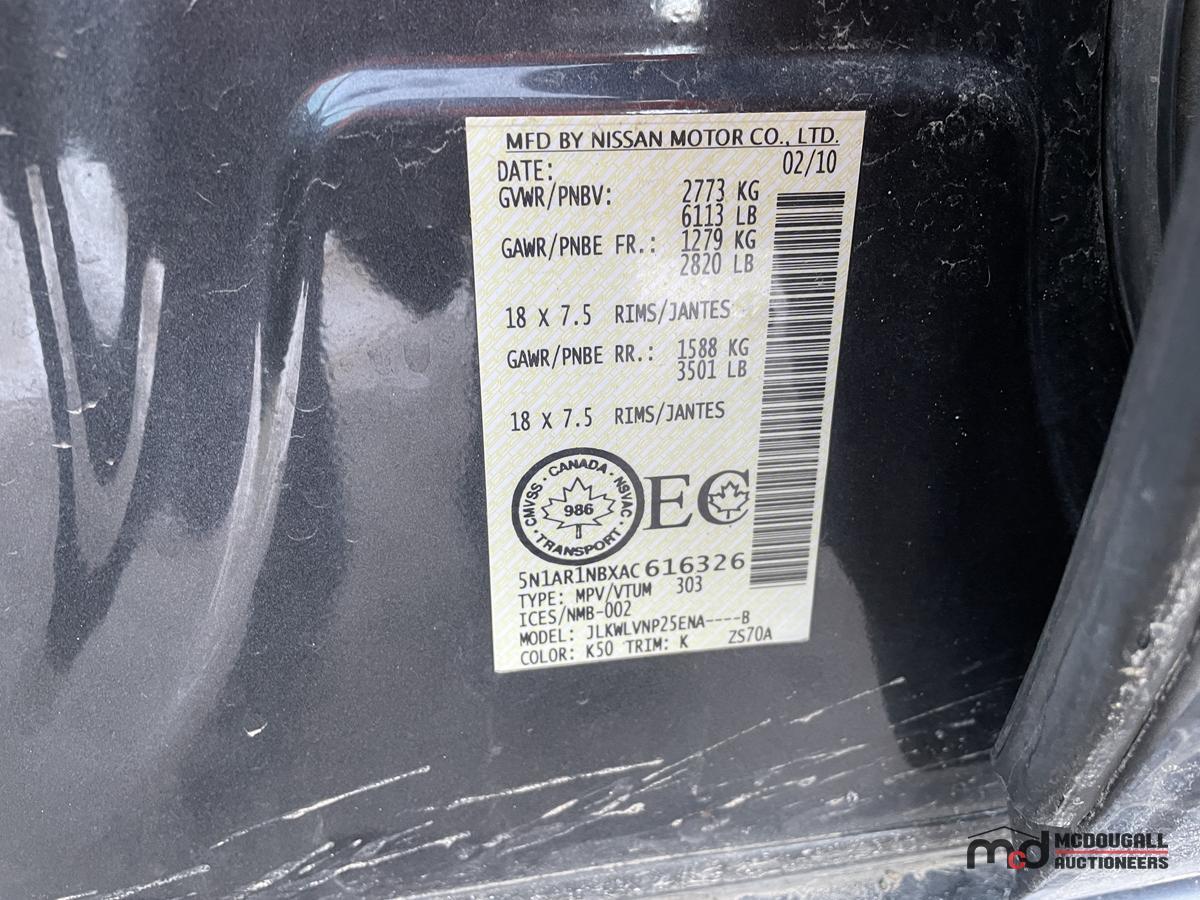 MFD BY NISSAN MOTOR CO., LTD.
DATE: 02/10
GVWR/PNBV: 2773 KG
6113 LB
GAWR/PNBE FR.: 1279 KG
2820 LB
18 X 7.5 RIMS/JANTES
GAWR/PNBE RR.: 1588 KG
3501 LB
18 X 7.5 RIMS/JANTES
CMVSS · CANADA · NSVAC · TRANSPORT ·
986
EC
5N1AR1NBXAC616326
TYPE: MPV/VTUM 303
ICES/NMB-002
MODEL: JLKWLVNP25ENA----B
COLOR: K50 TRIM: K ZS70A
mcd MCDOUGALL
AUCTIONEERS